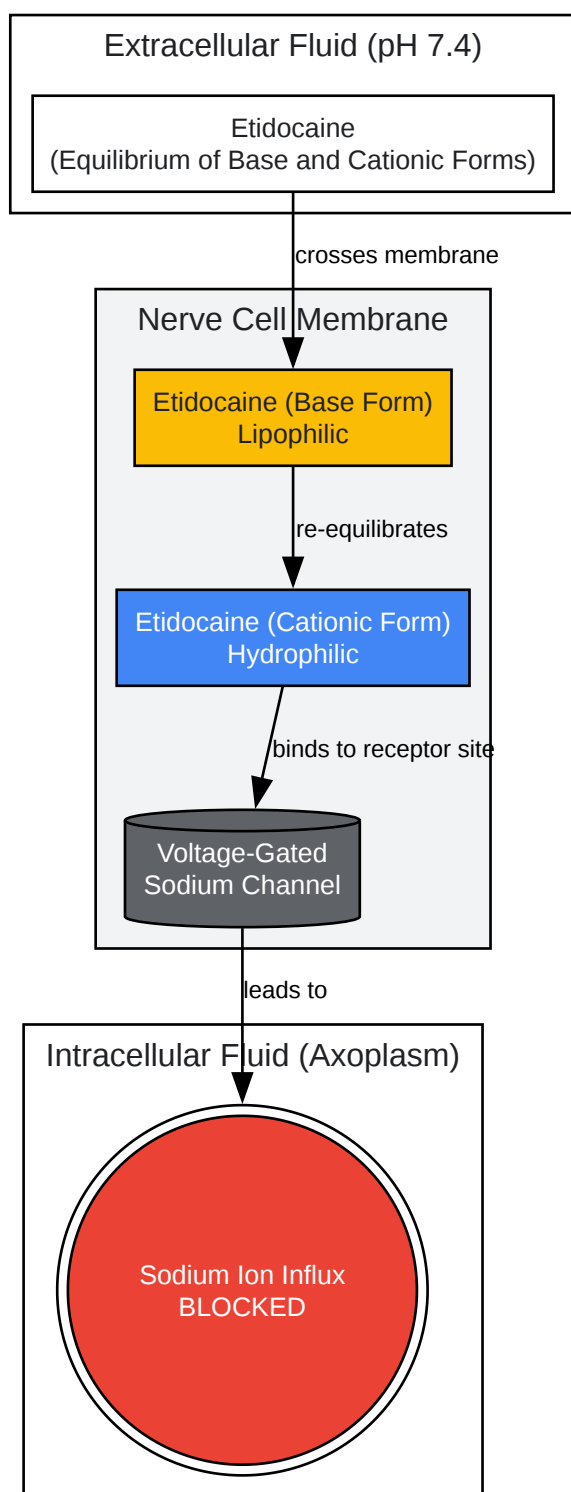 Extracellular Fluid (pH 7.4)
Etidocaine
(Equilibrium of Base and Cationic Forms)
crosses membrane
Nerve Cell Membrane
Etidocaine (Base Form)
Lipophilic
re-equilibrates
Etidocaine (Cationic Form)
Hydrophilic
binds to receptor site
Voltage-Gated
Sodium Channel
leads to
Intracellular Fluid (Axoplasm)
Sodium Ion Influx
BLOCKED